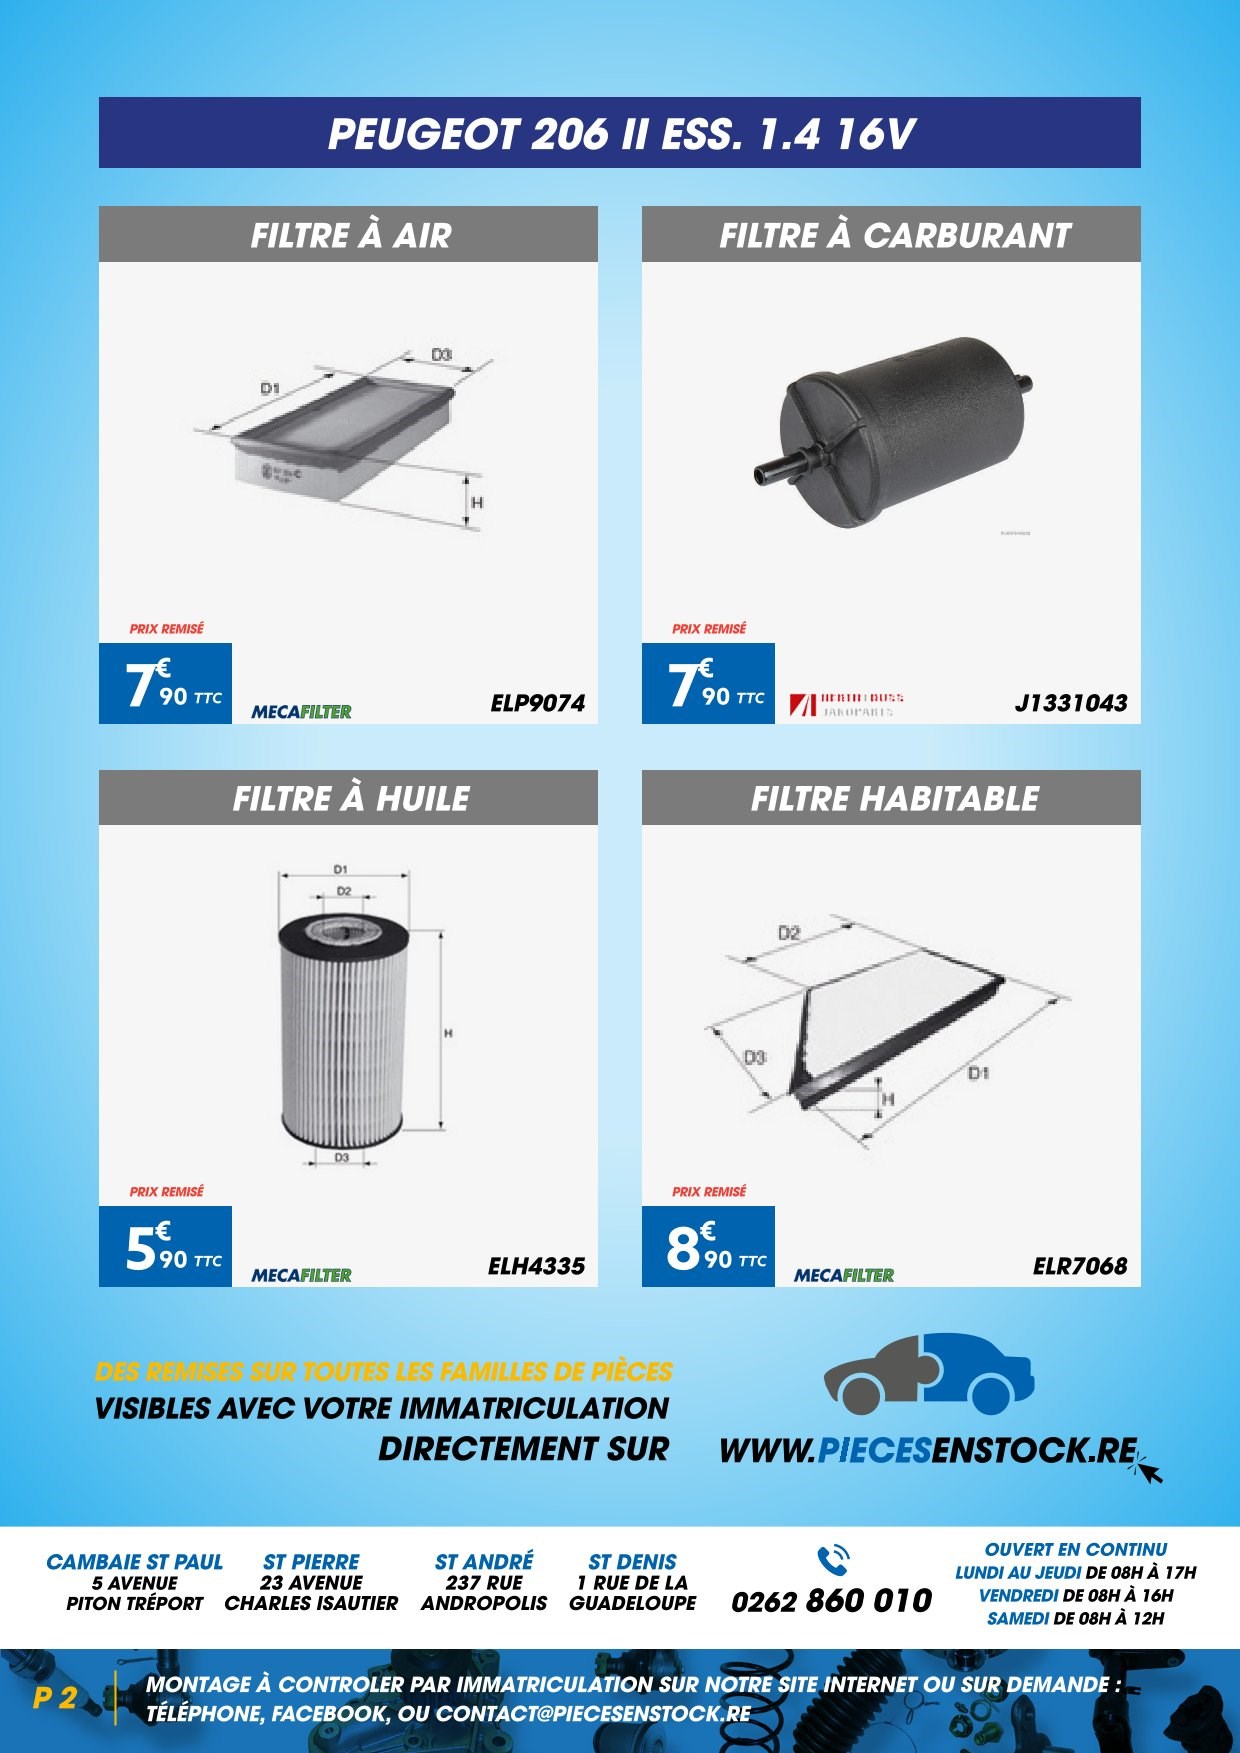 PEUGEOT 206 II ESS. 1.4 16V
FILTRE À AIR
D1
D3
H
PRIX REMISÉ
7€90 TTC
MECAFILTER
ELP9074
FILTRE À CARBURANT
PRIX REMISÉ
7€90 TTC
HERTH+BUSS
JAKOPARTS
J1331043
FILTRE À HUILE
D1
D2
H
D3
PRIX REMISÉ
5€90 TTC
MECAFILTER
ELH4335
FILTRE HABITABLE
D2
D3
D1
H
PRIX REMISÉ
8€90 TTC
MECAFILTER
ELR7068
DES REMISES SUR TOUTES LES FAMILLES DE PIÈCES
VISIBLES AVEC VOTRE IMMATRICULATION
DIRECTEMENT SUR
WWW.PIECESENSTOCK.RE
CAMBAIE ST PAUL
5 AVENUE
PITON TRÉPORT
ST PIERRE
23 AVENUE
CHARLES ISAUTIER
ST ANDRÉ
237 RUE
ANDROPOLIS
ST DENIS
1 RUE DE LA
GUADELOUPE
0262 860 010
OUVERT EN CONTINU
LUNDI AU JEUDI DE 08H À 17H
VENDREDI DE 08H À 16H
SAMEDI DE 08H À 12H
P 2
MONTAGE À CONTROLER PAR IMMATRICULATION SUR NOTRE SITE INTERNET OU SUR DEMANDE :
TÉLÉPHONE, FACEBOOK, OU CONTACT@PIECESENSTOCK.RE